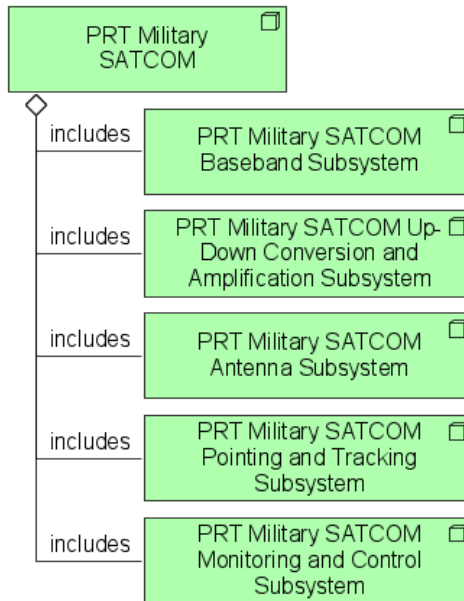 PRT Military
SATCOM
includes
PRT Military SATCOM
Baseband Subsystem
includes
PRT Military SATCOM Up-
Down Conversion and
Amplification Subsystem
includes
PRT Military SATCOM
Antenna Subsystem
includes
PRT Military SATCOM
Pointing and Tracking
Subsystem
includes
PRT Military SATCOM
Monitoring and Control
Subsystem